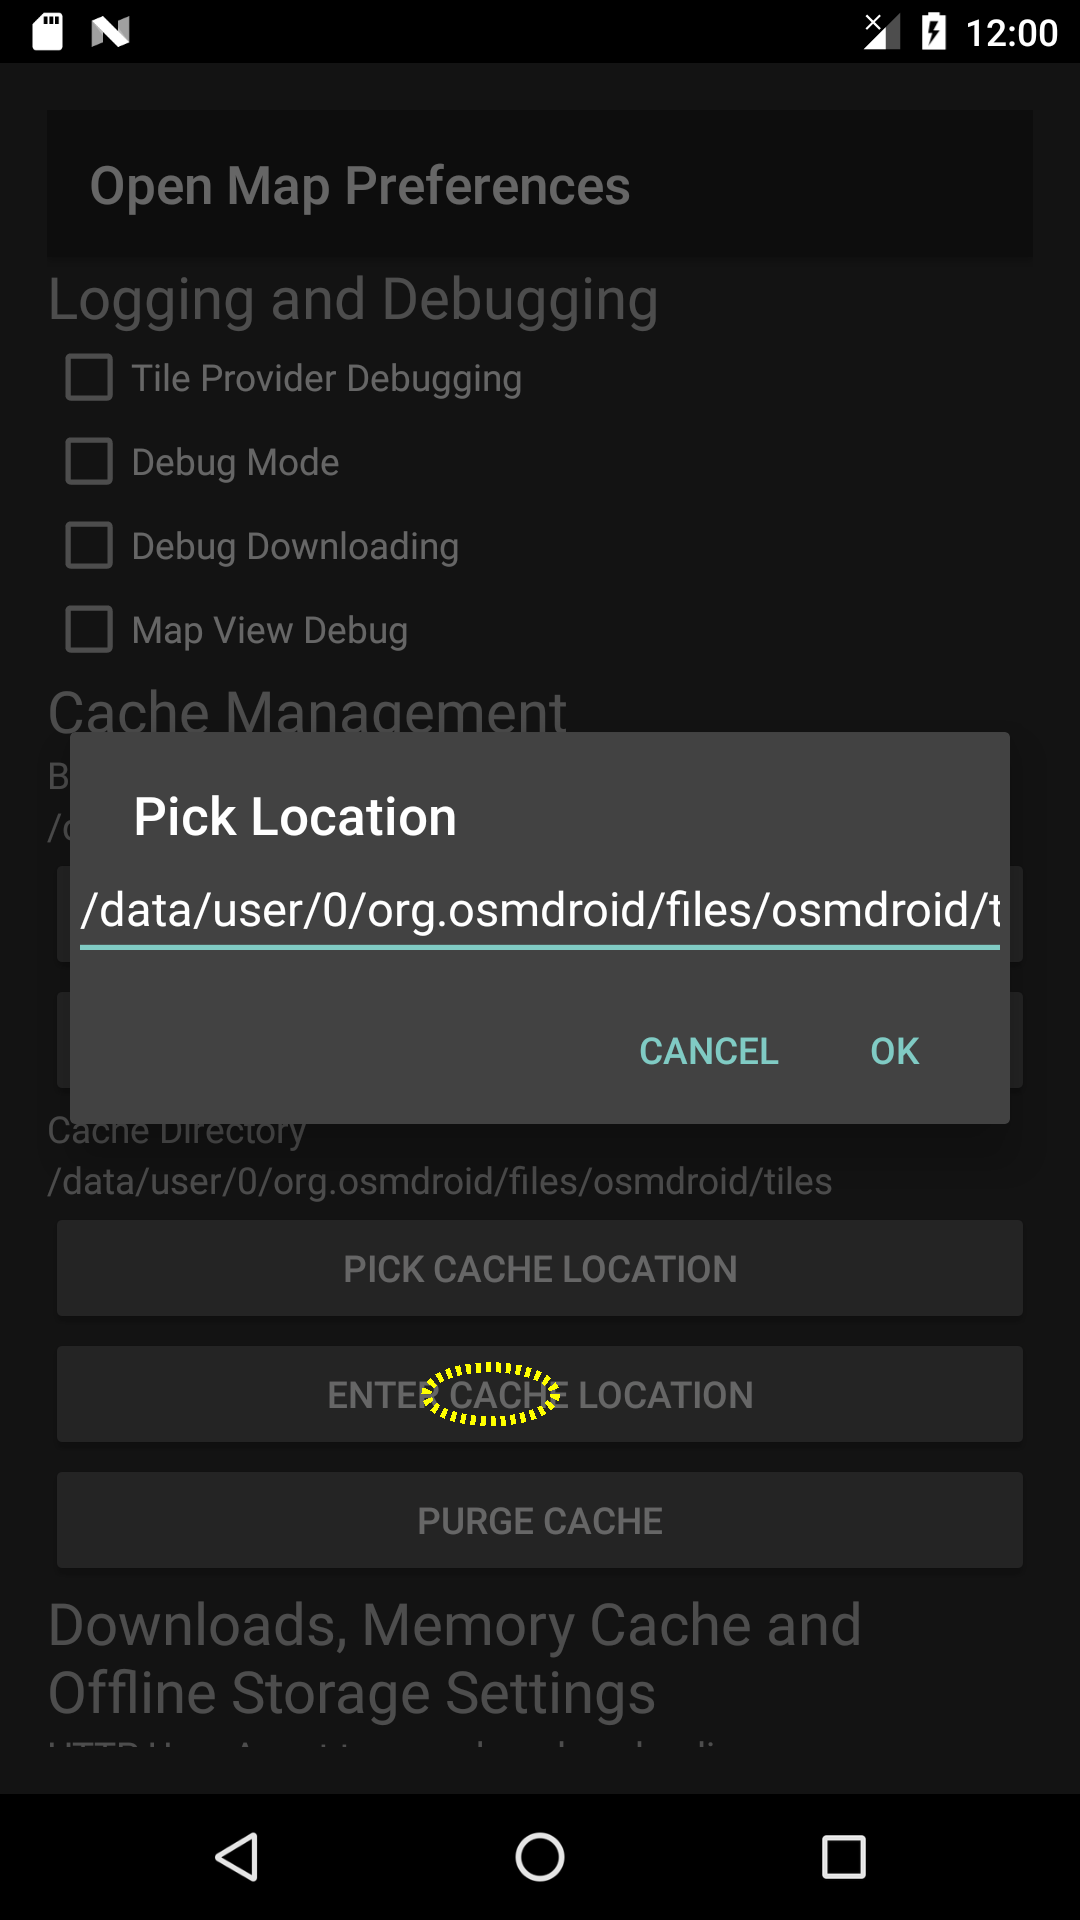 12:00
Open Map Preferences
Logging and Debugging
Tile Provider Debugging
Debug Mode
Debug Downloading
Map View Debug
Cache Management
Pick Location
/data/user/0/org.osmdroid/files/osmdroid/t
CANCEL OK
Cache Directory
/data/user/0/org.osmdroid/files/osmdroid/tiles
PICK CACHE LOCATION
ENTER CACHE LOCATION
PURGE CACHE
Downloads, Memory Cache and
Offline Storage Settings